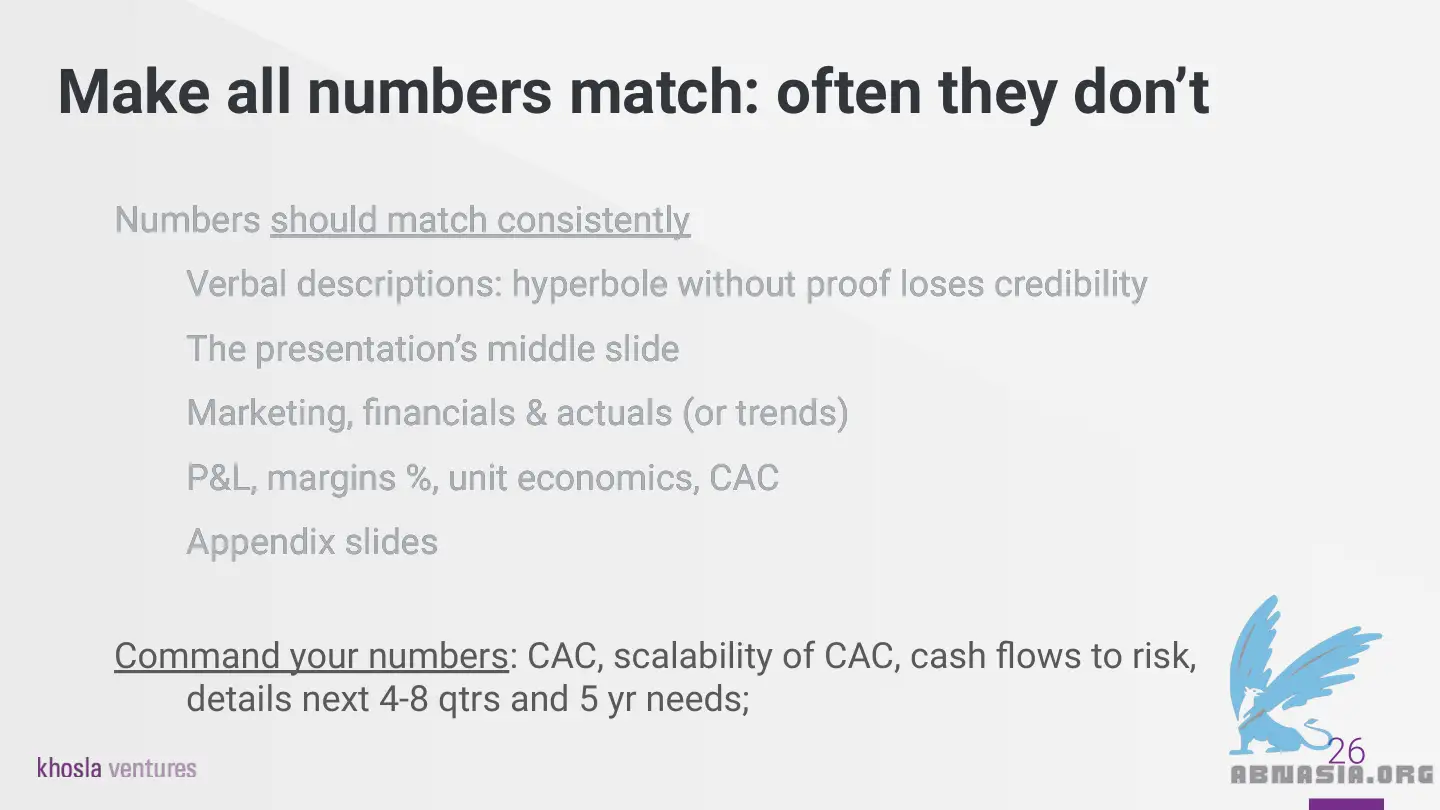 Make all numbers match: often they don’t
Numbers should match consistently
Verbal descriptions: hyperbole without proof loses credibility
The presentation’s middle slide
Marketing, financials & actuals (or trends)
P&L, margins %, unit economics, CAC
Appendix slides
Command your numbers: CAC, scalability of CAC, cash flows to risk,
details next 4-8 qtrs and 5 yr needs;
khosla ventures
26
ABNASIA.ORG